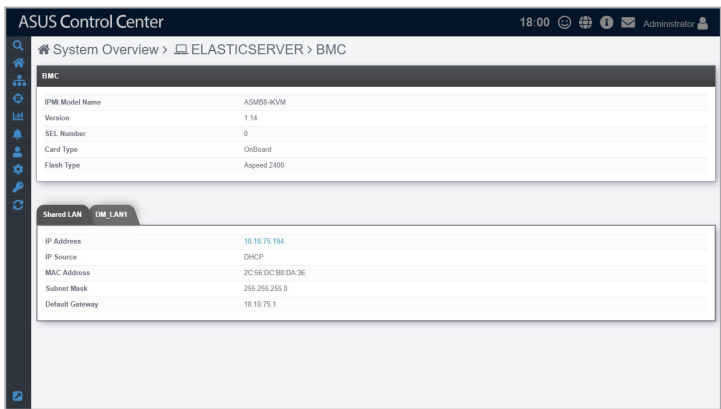 ASUS Control Center
18:00
Administrator
System Overview > ELASTICSERVER > BMC
BMC
IPMI Model Name ASMB8-iKVM
Version 1.14
SEL Number 0
Card Type OnBoard
Flash Type Aspeed 2400
Shared LAN DM_LAN1
IP Address 10.10.75.194
IP Source DHCP
MAC Address 2C:56:DC:B8:DA:3E
Subnet Mask 255.255.255.0
Default Gateway 10.10.75.1